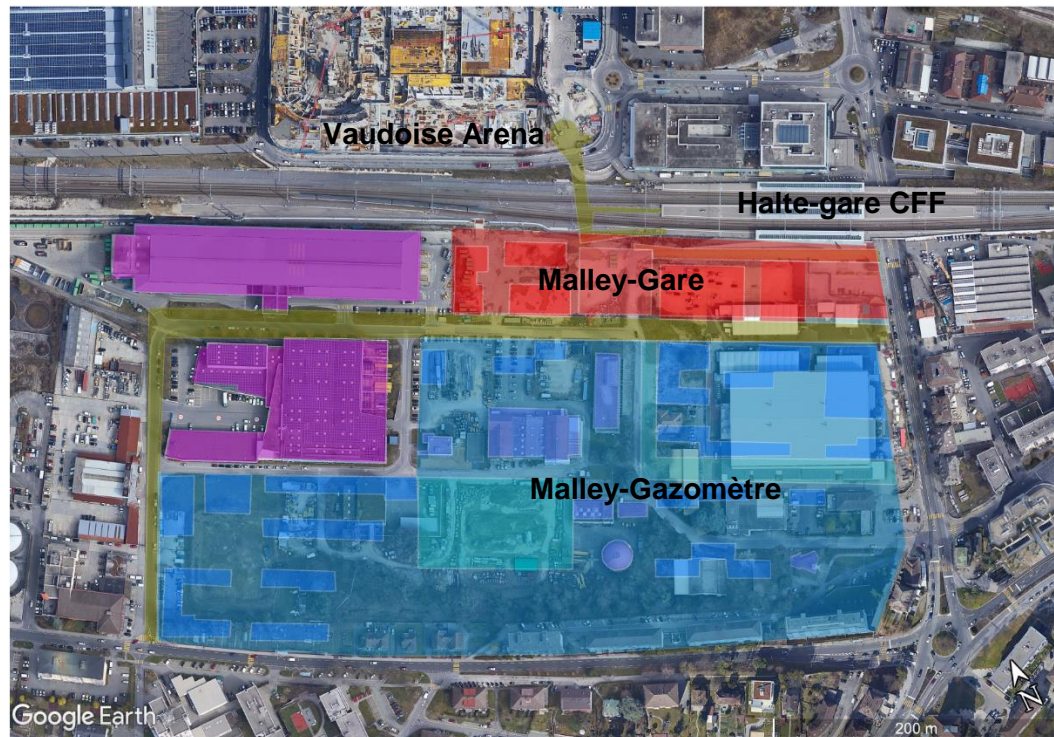 Vaudoise Arena
Halte-gare CFF
Malley-Gare
Malley-Gazomètre
N
Google Earth
200 m